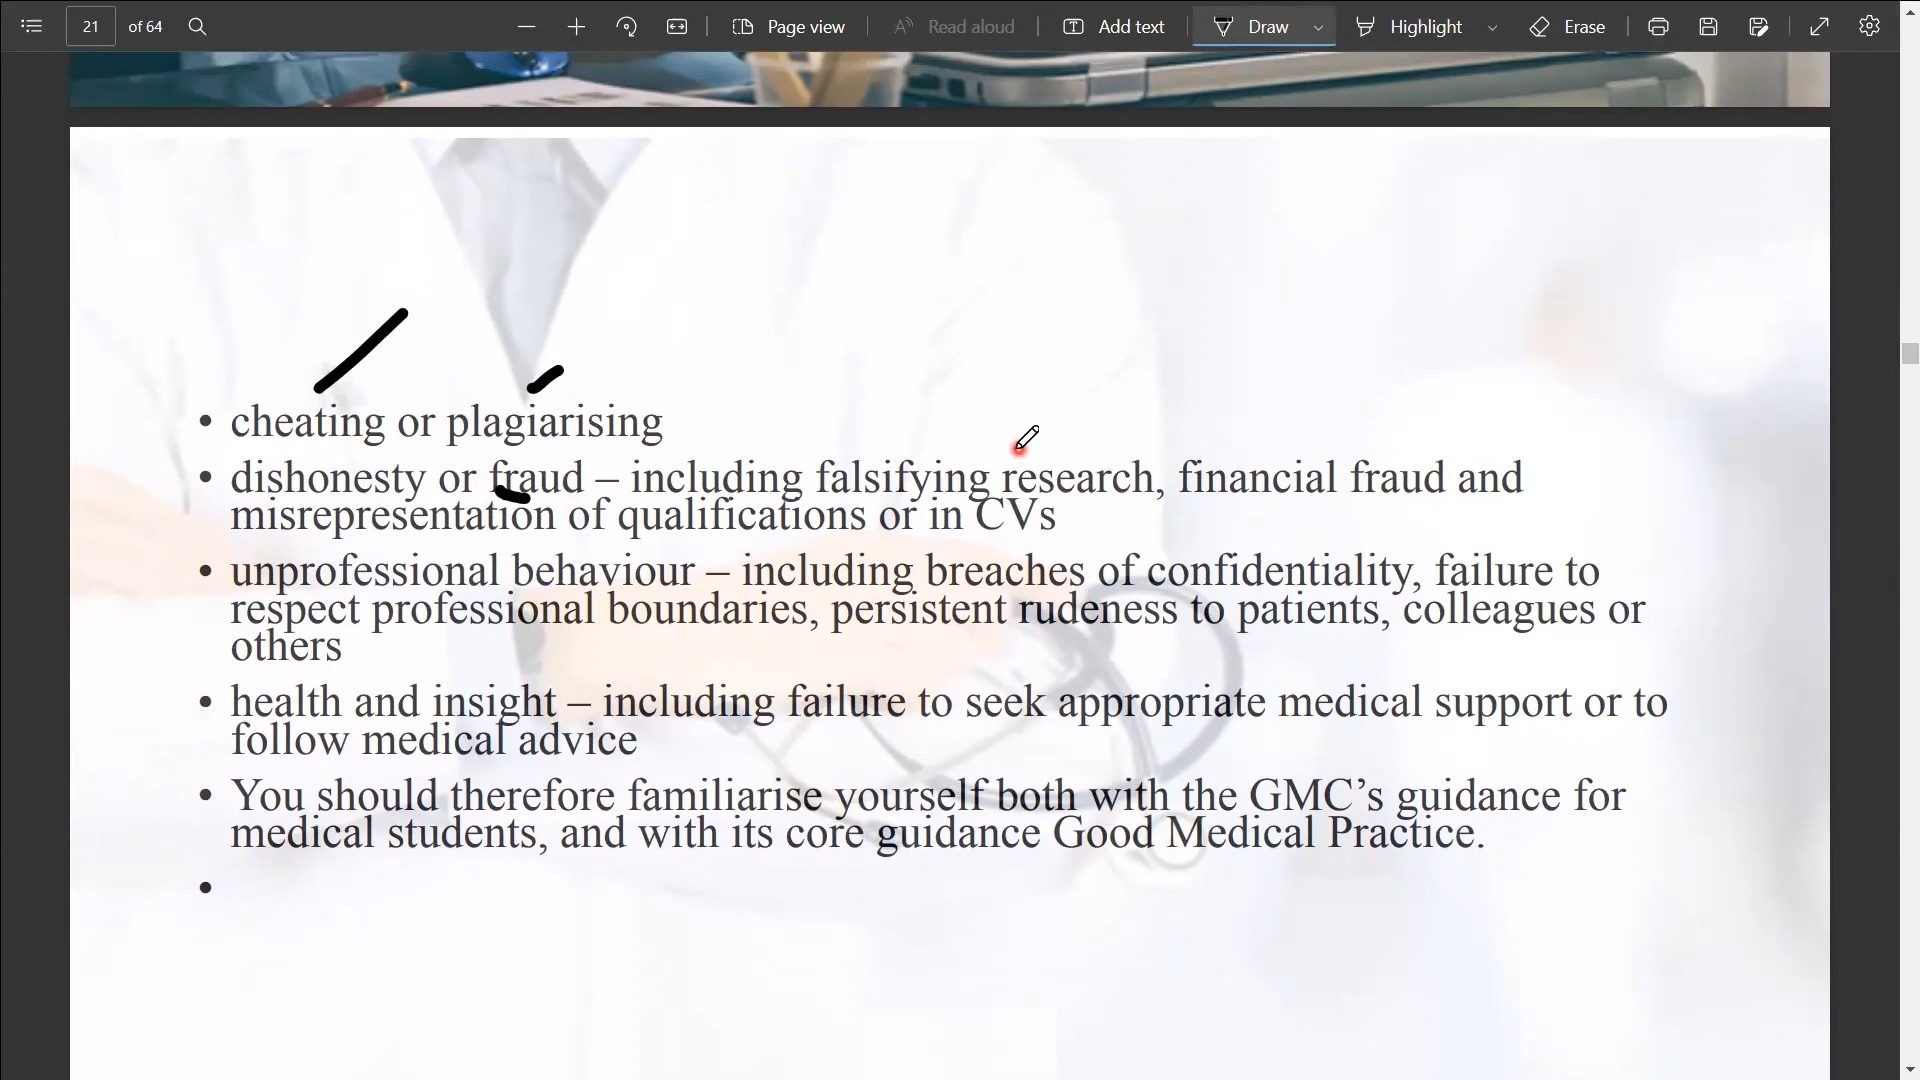 21 of 64 Page view Read aloud Add text Draw Highlight Erase
• cheating or plagiarising
• dishonesty or fraud – including falsifying research, financial fraud and
misrepresentation of qualifications or in CVs
• unprofessional behaviour – including breaches of confidentiality, failure to
respect professional boundaries, persistent rudeness to patients, colleagues or
others
• health and insight – including failure to seek appropriate medical support or to
follow medical advice
• You should therefore familiarise yourself both with the GMC’s guidance for
medical students, and with its core guidance Good Medical Practice.
•